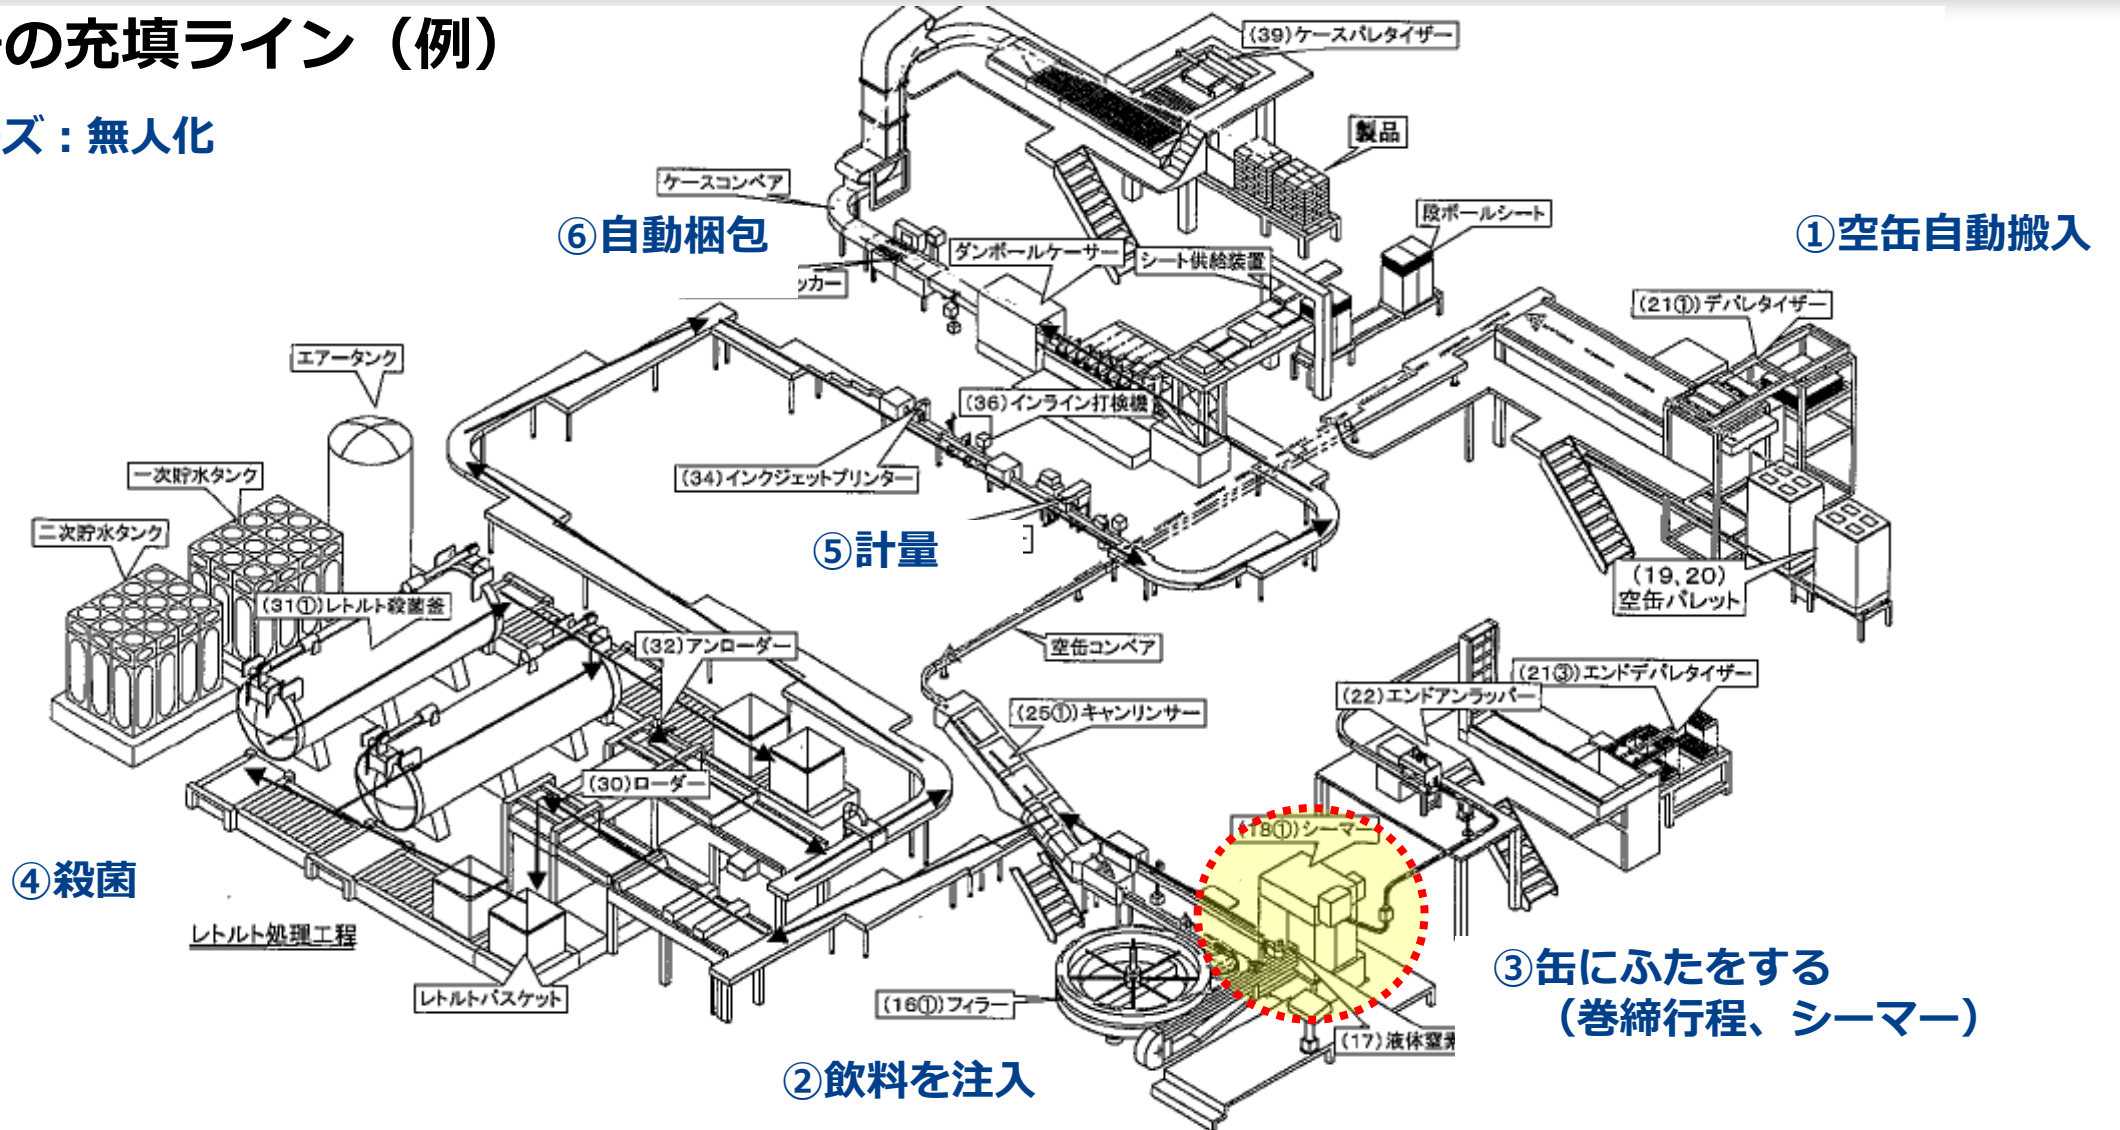 の充填ライン（例）
ズ：無人化
(39)ケースパレタイザー
製品
ケースコンベア
⑥自動梱包
段ボールシート
①空缶自動搬入
ダンボールケーサー
シート供給装置
ッカー
(21①)デパレタイザー
エアータンク
(36)インライン打検機
一次貯水タンク
(34)インクジェットプリンター
二次貯水タンク
⑤計量
(19,20)
空缶パレット
(31①)レトルト殺菌釜
(32)アンローダー
空缶コンベア
(21③)エンドデパレタイザー
(22)エンドアンラッパー
(25①)キャンリンサー
(30)ローダー
(18①)シーマー
④殺菌
レトルト処理工程
③缶にふたをする
（巻締行程、シーマー）
レトルトバスケット
(16①)フィラー
(17)液体窒素
②飲料を注入